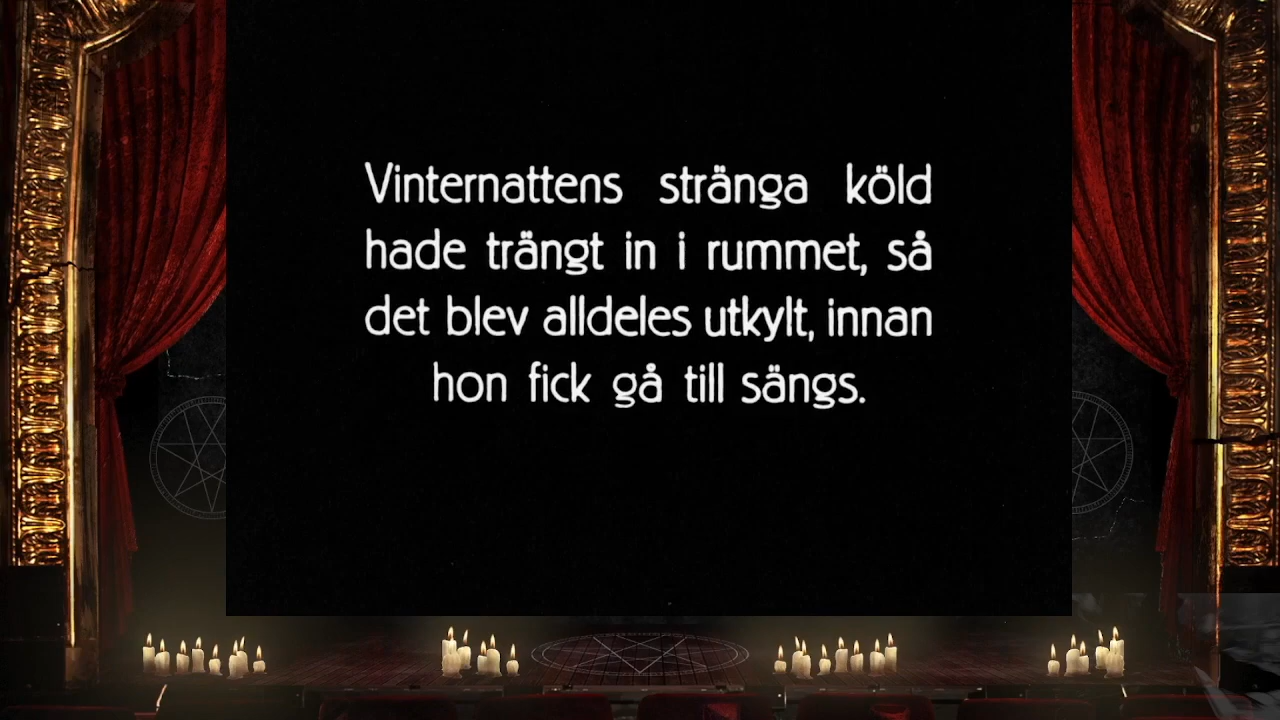 Vinternattens stränga köld
hade trängt in i rummet, så
det blev alldeles utkylt, innan
hon fick gå till sängs.